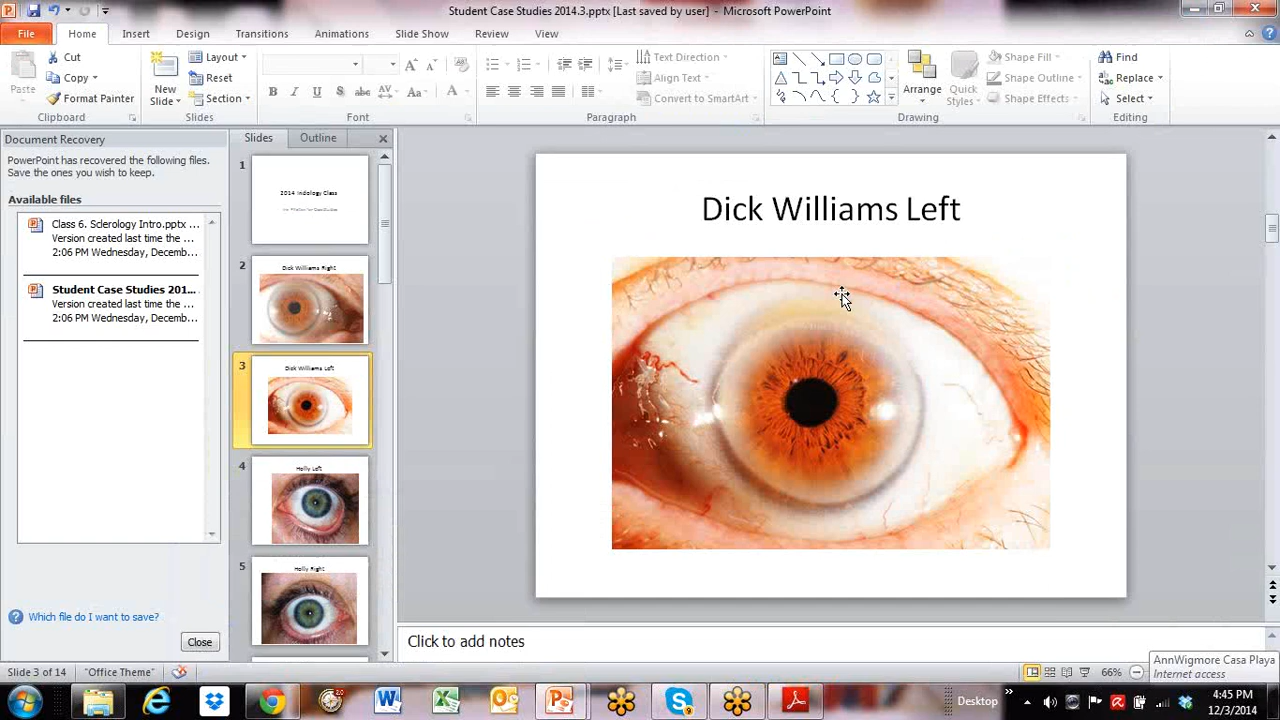 Student Case Studies 2014.3.pptx [Last saved by user] - Microsoft PowerPoint
File Home Insert Design Transitions Animations Slide Show Review View
Cut
Copy
Format Painter
Paste
Clipboard
New
Slide
Layout
Reset
Section
Slides
Font
Text Direction
Align Text
Convert to SmartArt
Paragraph
Arrange
Quick
Styles
Shape Fill
Shape Outline
Shape Effects
Drawing
Find
Replace
Select
Editing
Document Recovery
PowerPoint has recovered the following files.
Save the ones you wish to keep.
Available files
Class 6. Sclerology Intro.pptx ...
Version created last time the ...
2:06 PM Wednesday, Decemb...
Student Case Studies 201...
Version created last time the ...
2:06 PM Wednesday, Decemb...
Which file do I want to save?
Close
Slides Outline
1
2014 Iridology Class
2
Dick Williams Right
3
Dick Williams Left
4
Holly Left
5
Holly Right
Dick Williams Left
Click to add notes
Slide 3 of 14 "Office Theme" 66%
AnnWigmore Casa Playa
Internet access
Desktop
4:45 PM
12/3/2014